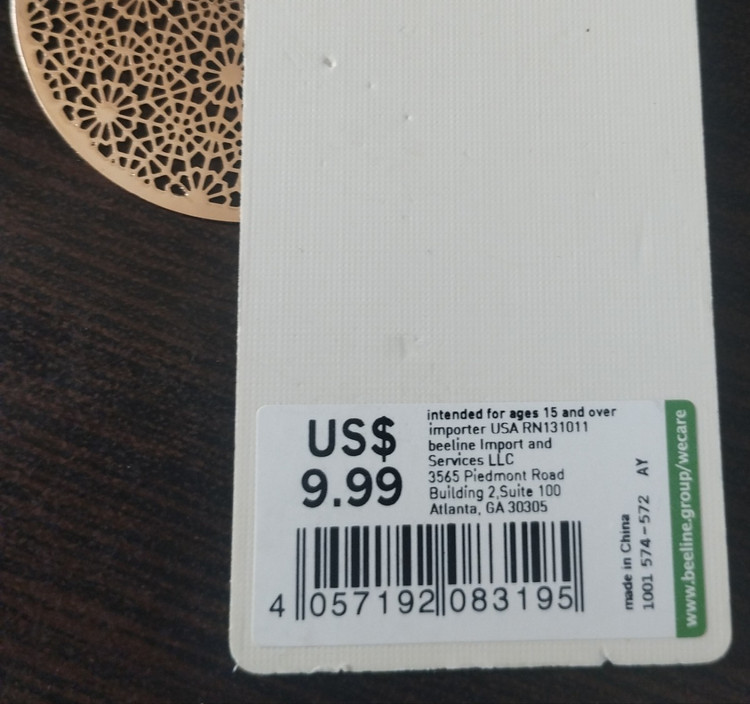 US$
9.99
intended for ages 15 and over
importer USA RN131011
beeline Import and
Services LLC
3565 Piedmont Road
Building 2,Suite 100
Atlanta, GA 30305
4 057192 083195
made in China
1001 574-572 AY
www.beeline.group/wecare